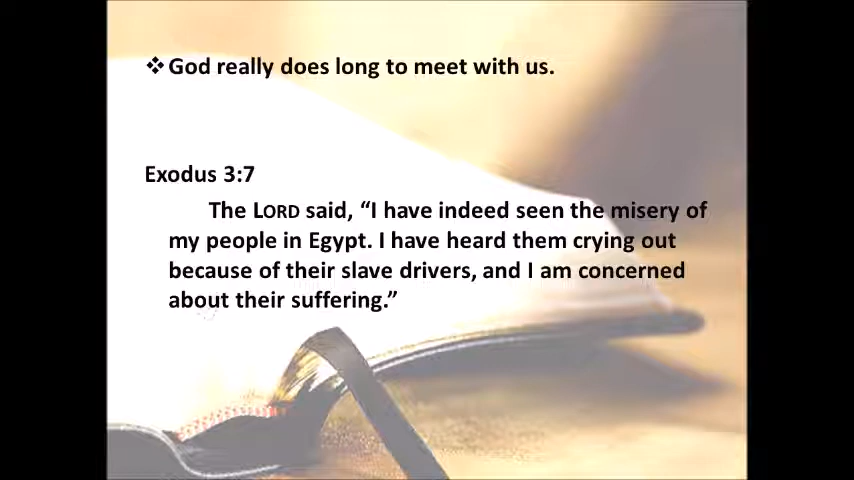 ❖God really does long to meet with us.
Exodus 3:7
The LORD said, “I have indeed seen the misery of
my people in Egypt. I have heard them crying out
because of their slave drivers, and I am concerned
about their suffering.”